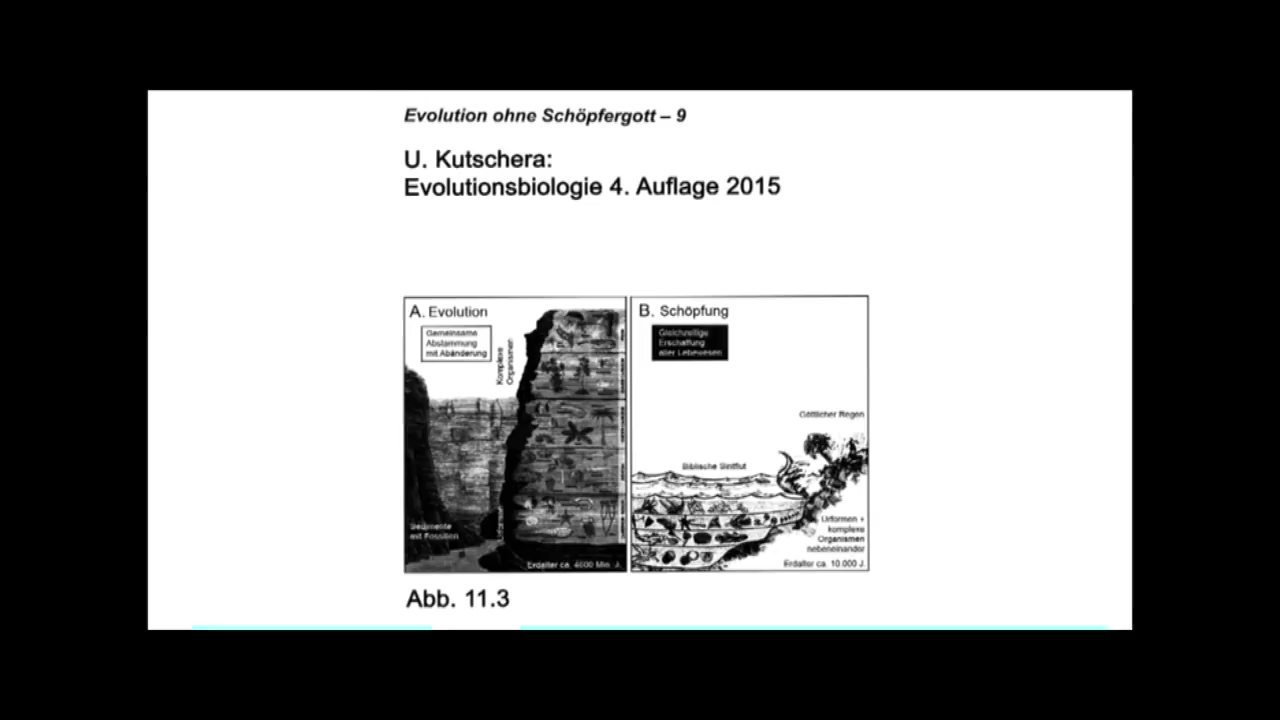 Evolution ohne Schöpfergott – 9
U. Kutschera:
Evolutionsbiologie 4. Auflage 2015
A. Evolution
Gemeinsame
Abstammung
mit Abänderung
Komplexe
Organismen
Sedimente
mit Fossilien
Erdalter ca. 4600 Mio. J.
B. Schöpfung
Gleichzeitige
Erschaffung
aller Lebewesen
Göttlicher Regen
Biblische Sintflut
Urformen +
komplexe
Organismen
nebeneinander
Erdalter ca. 10.000 J.
Abb. 11.3